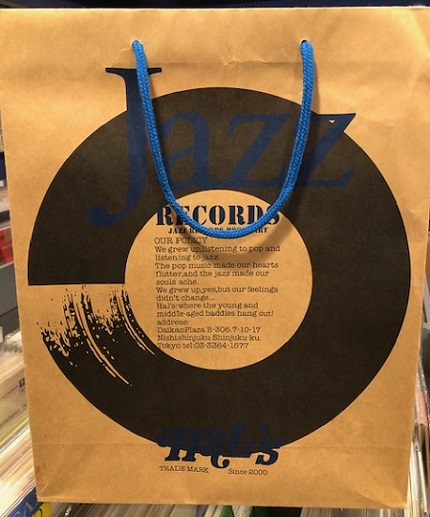 Jazz
RECORDS
OUR POLICY
We grew up,listening to pop and
listening to jazz.
The pop music made our hearts
flutter,and the jazz made our
souls ache.
We grew up,yes,but our feelings
didn't change...
Hal's:where the young and
middle-aged baddies hang out!
address:
DaikanPlaza B-306.7-10-17
Nishishinjuku Shinjuku-ku.
Tokyo tel:03-3364-1577
HAL's
TRADE MARK Since 2000